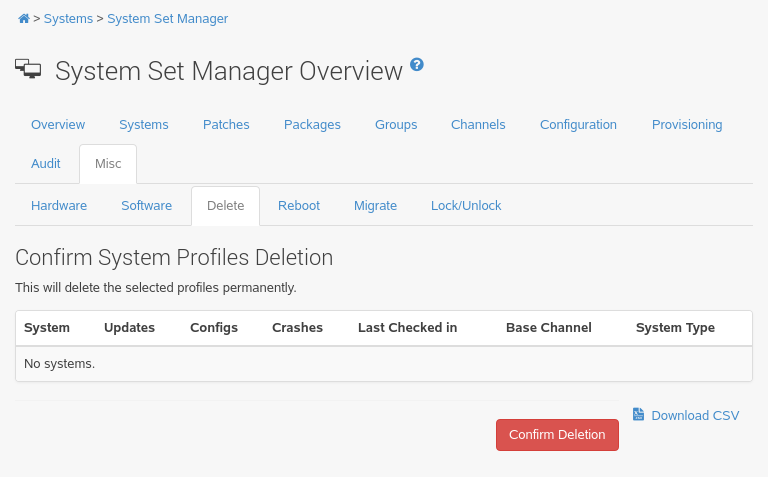 > Systems > System Set Manager
System Set Manager Overview ?
Overview Systems Patches Packages Groups Channels Configuration Provisioning
Audit Misc
Hardware Software Delete Reboot Migrate Lock/Unlock
Confirm System Profiles Deletion
This will delete the selected profiles permanently.
System Updates Configs Crashes Last Checked in Base Channel System Type
No systems.
Download CSV
Confirm Deletion